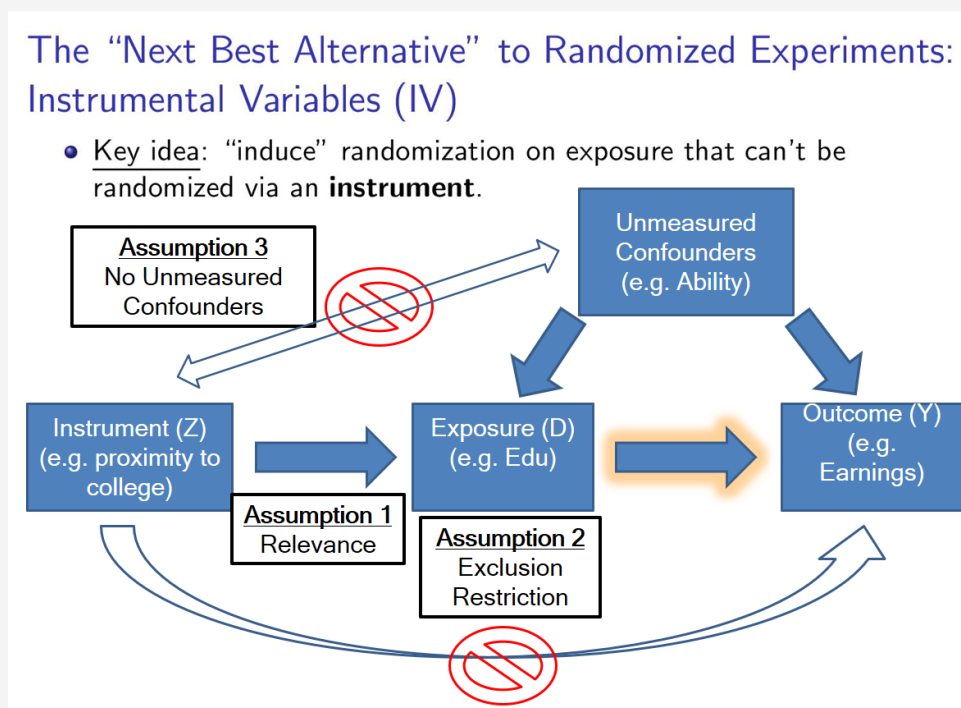 The “Next Best Alternative” to Randomized Experiments:
Instrumental Variables (IV)
Key idea: “induce” randomization on exposure that can't be
randomized via an instrument.
Assumption 3
No Unmeasured
Confounders
Unmeasured
Confounders
(e.g. Ability)
Instrument (Z)
(e.g. proximity to
college)
Exposure (D)
(e.g. Edu)
Outcome (Y)
(e.g.
Earnings)
Assumption 1
Relevance
Assumption 2
Exclusion
Restriction